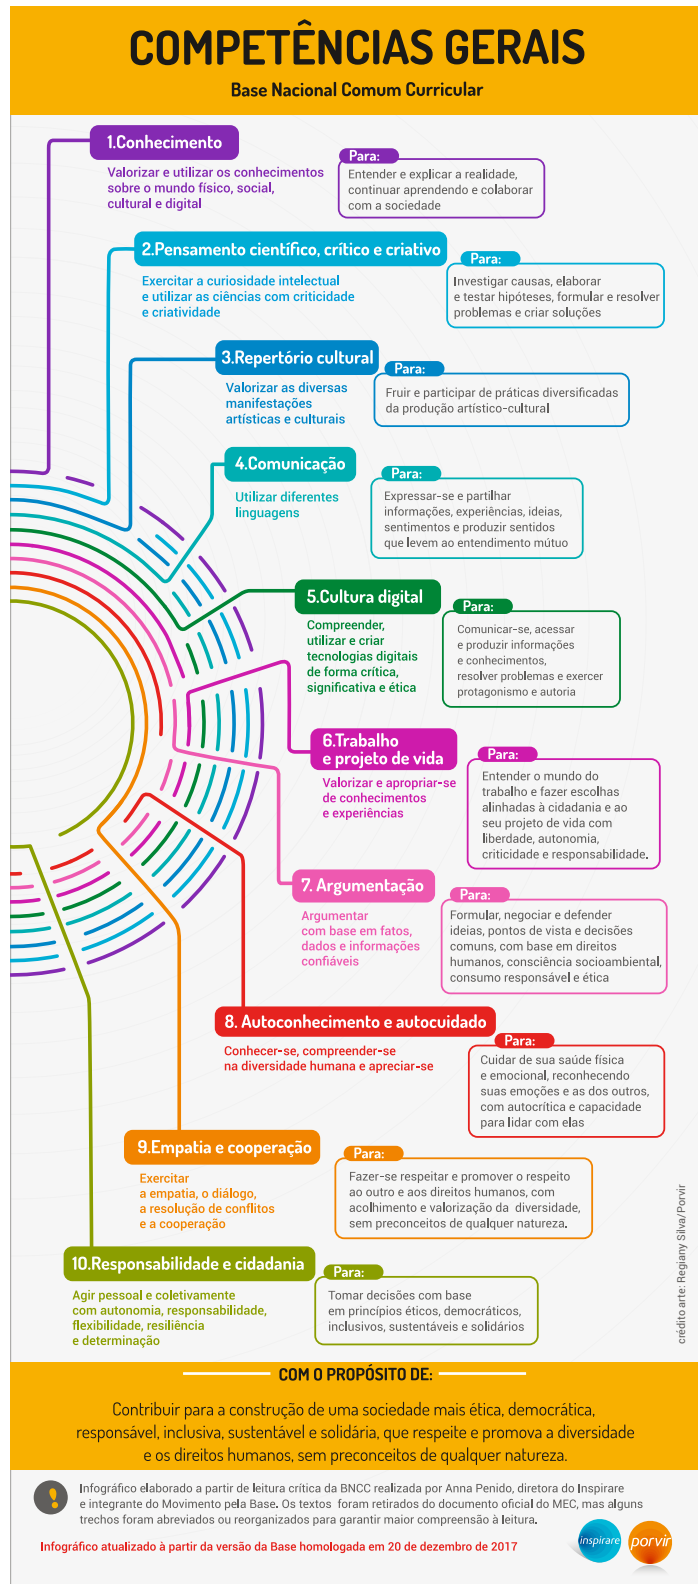 COMPETÊNCIAS GERAIS
Base Nacional Comum Curricular
1.Conhecimento
Valorizar e utilizar os conhecimentos
sobre o mundo físico, social,
cultural e digital
Para:
Entender e explicar a realidade,
continuar aprendendo e colaborar
com a sociedade
2.Pensamento científico, crítico e criativo
Exercitar a curiosidade intelectual
e utilizar as ciências com criticidade
e criatividade
Para:
Investigar causas, elaborar
e testar hipóteses, formular e resolver
problemas e criar soluções
3.Repertório cultural
Valorizar as diversas
manifestações
artísticas e culturais
Para:
Fruir e participar de práticas diversificadas
da produção artístico-cultural
4.Comunicação
Utilizar diferentes
linguagens
Para:
Expressar-se e partilhar
informações, experiências, ideias,
sentimentos e produzir sentidos
que levem ao entendimento mútuo
5.Cultura digital
Compreender,
utilizar e criar
tecnologias digitais
de forma crítica,
significativa e ética
Para:
Comunicar-se, acessar
e produzir informações
e conhecimentos,
resolver problemas e exercer
protagonismo e autoria
6.Trabalho
e projeto de vida
Valorizar e apropriar-se
de conhecimentos
e experiências
Para:
Entender o mundo do
trabalho e fazer escolhas
alinhadas à cidadania e ao
seu projeto de vida com
liberdade, autonomia,
criticidade e responsabilidade.
7. Argumentação
Argumentar
com base em fatos,
dados e informações
confiáveis
Para:
Formular, negociar e defender
ideias, pontos de vista e decisões
comuns, com base em direitos
humanos, consciência socioambiental,
consumo responsável e ética
8. Autoconhecimento e autocuidado
Conhecer-se, compreender-se
na diversidade humana e apreciar-se
Para:
Cuidar de sua saúde física
e emocional, reconhecendo
suas emoções e as dos outros,
com autocrítica e capacidade
para lidar com elas
9.Empatia e cooperação
Exercitar
a empatia, o diálogo,
a resolução de conflitos
e a cooperação
Para:
Fazer-se respeitar e promover o respeito
ao outro e aos direitos humanos, com
acolhimento e valorização da diversidade,
sem preconceitos de qualquer natureza.
10.Responsabilidade e cidadania
Agir pessoal e coletivamente
com autonomia, responsabilidade,
flexibilidade, resiliência
e determinação
Para:
Tomar decisões com base
em princípios éticos, democráticos,
inclusivos, sustentáveis e solidários
crédito arte: Regiany Silva/Porvir
COM O PROPÓSITO DE:
Contribuir para a construção de uma sociedade mais ética, democrática,
responsável, inclusiva, sustentável e solidária, que respeite e promova a diversidade
e os direitos humanos, sem preconceitos de qualquer natureza.
Infográfico elaborado a partir de leitura crítica da BNCC realizada por Anna Penido, diretora do Inspirare
e integrante do Movimento pela Base. Os textos foram retirados do documento oficial do MEC, mas alguns
trechos foram abreviados ou reorganizados para garantir maior compreensão à leitura.
Infográfico atualizado à partir da versão da Base homologada em 20 de dezembro de 2017
inspirare
porvir